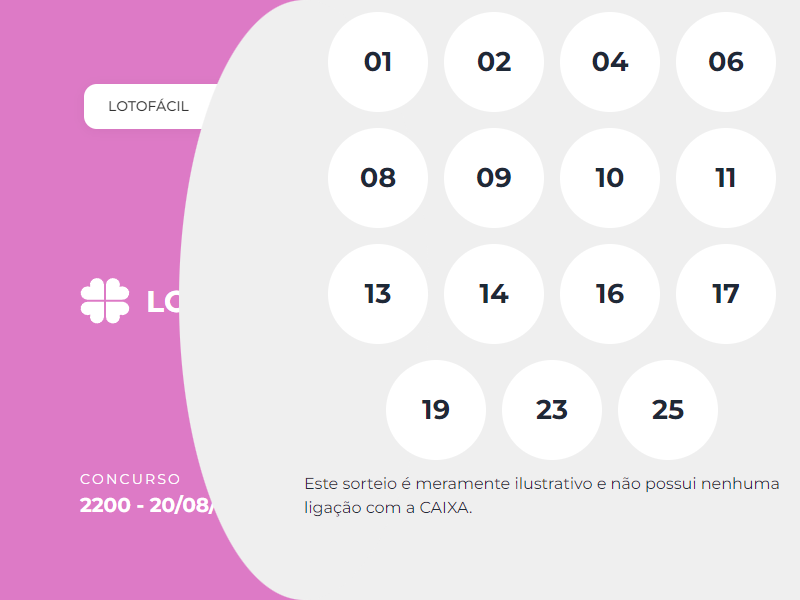 LOTOFÁCIL
CONCURSO
2200 - 20/08/
01 02 04 06
08 09 10 11
13 14 16 17
19 23 25
Este sorteio é meramente ilustrativo e não possui nenhuma
ligação com a CAIXA.